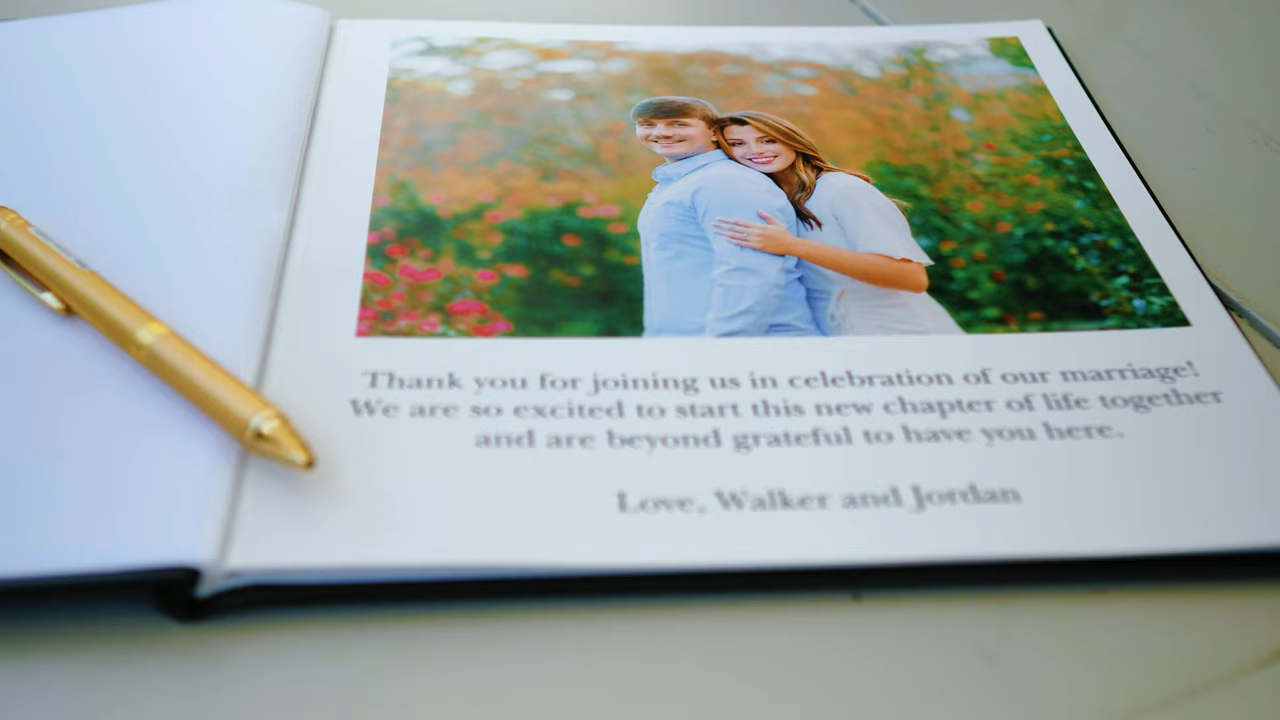 Thank you for joining us in celebration of our marriage!
We are so excited to start this new chapter of life together
and are beyond grateful to have you here.
Love, Walker and Jordan